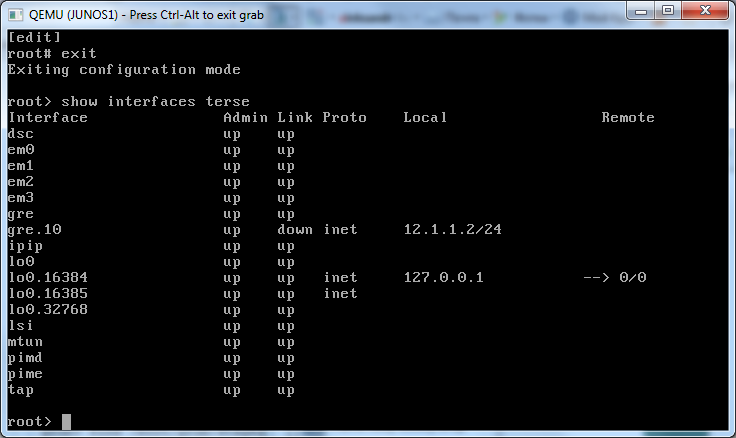 QEMU (JUNOS1) - Press Ctrl-Alt to exit grab
[edit]
root# exit
Exiting configuration mode
root> show interfaces terse
Interface Admin Link Proto Local Remote
dsc up up
em0 up up
em1 up up
em2 up up
em3 up up
gre up up
gre.10 up down inet 12.1.1.2/24
ipip up up
lo0 up up
lo0.16384 up up inet 127.0.0.1 --> 0/0
lo0.16385 up up inet
lo0.32768 up up
lsi up up
mtun up up
pimd up up
pime up up
tap up up
root>